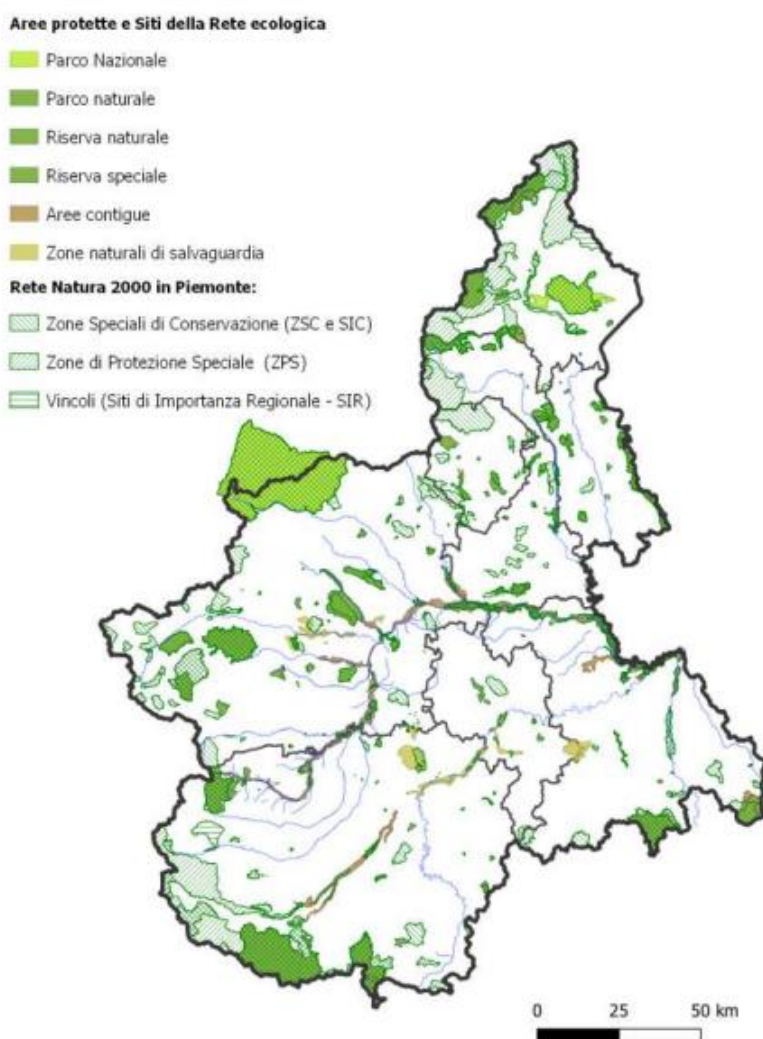 Aree protette e Siti della Rete ecologica
Parco Nazionale
Parco naturale
Riserva naturale
Riserva speciale
Aree contigue
Zone naturali di salvaguardia
Rete Natura 2000 in Piemonte:
Zone Speciali di Conservazione (ZSC e SIC)
Zone di Protezione Speciale (ZPS)
Vincoli (Siti di Importanza Regionale - SIR)
0 25 50 km